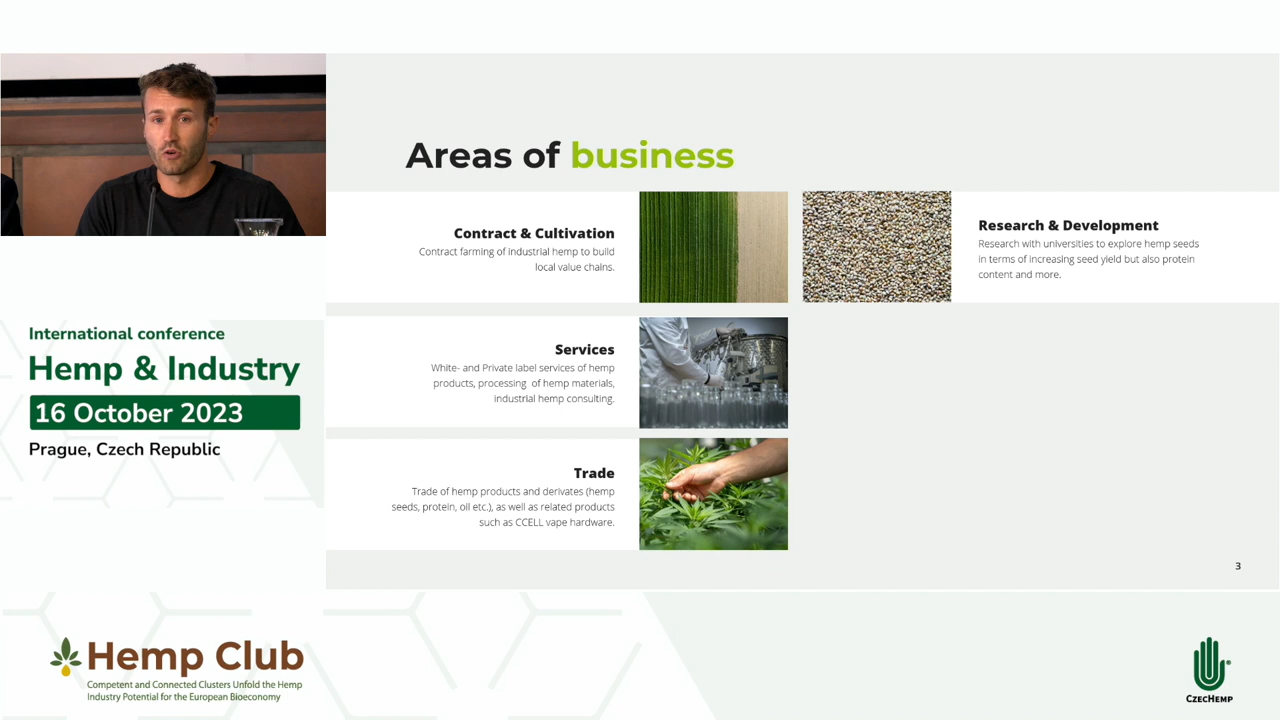 Areas of business
Contract & Cultivation
Contract farming of industrial hemp to build
local value chains.
Research & Development
Research with universities to explore hemp seeds
in terms of increasing seed yield but also protein
content and more.
Services
White- and Private label services of hemp
products, processing of hemp materials,
industrial hemp consulting.
Trade
Trade of hemp products and derivates (hemp
seeds, protein, oil etc.), as well as related products
such as CCELL vape hardware.
3
International conference
Hemp & Industry
16 October 2023
Prague, Czech Republic
Hemp Club
Competent and Connected Clusters Unfold the Hemp
Industry Potential for the European Bioeconomy
®
CzecHemp